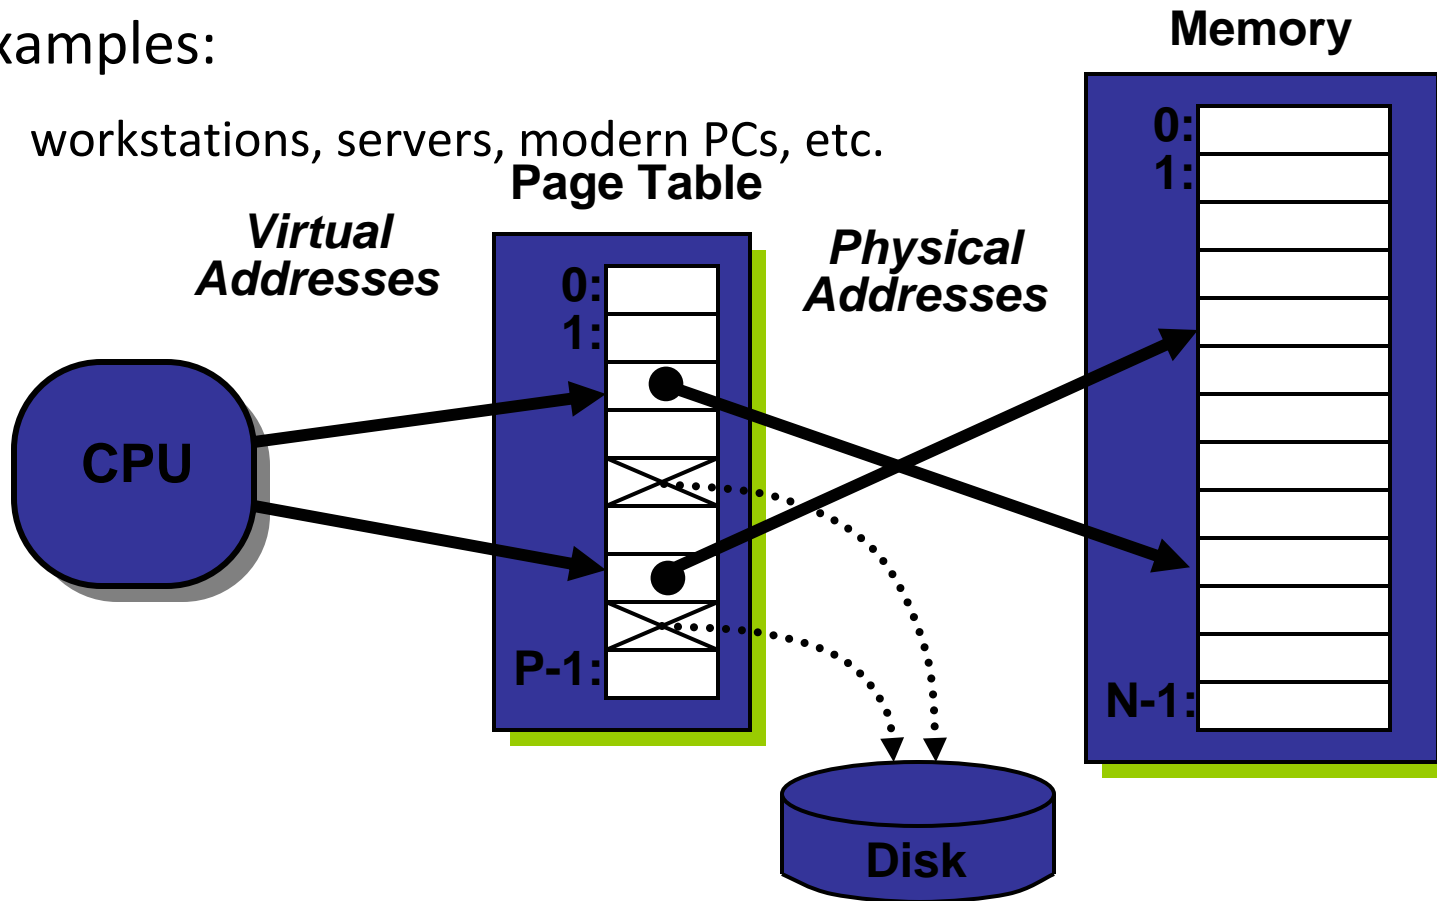 xamples:
workstations, servers, modern PCs, etc.
Memory
Page Table
Virtual
Addresses
Physical
Addresses
0:
1:
P-1:
0:
1:
N-1:
CPU
Disk